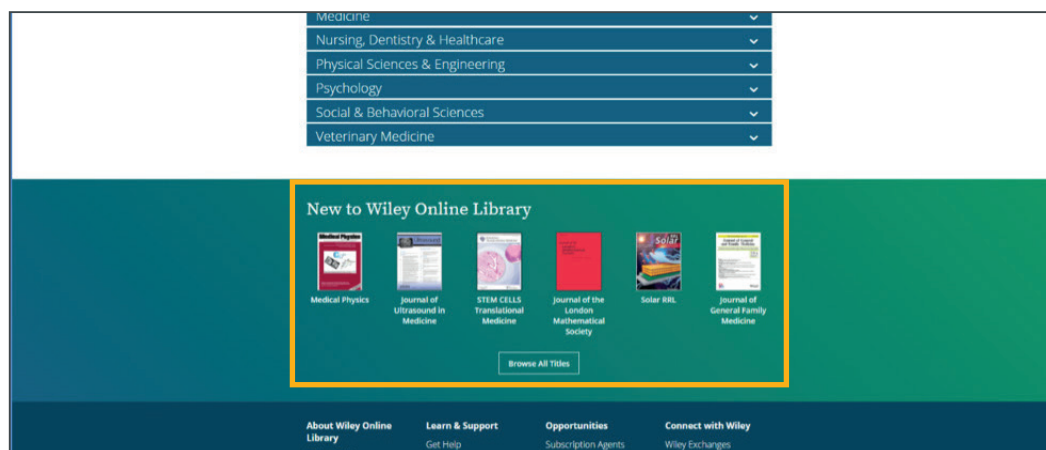 Medicine
Nursing, Dentistry & Healthcare
Physical Sciences & Engineering
Psychology
Social & Behavioral Sciences
Veterinary Medicine
New to Wiley Online Library
Medical Physics
Solar
Medical Physics
Journal of
Ultrasound in
Medicine
STEM CELLS
Translational
Medicine
Journal of the
London
Mathematical
Society
Solar RRL
Journal of
General Family
Medicine
Browse All Titles
About Wiley Online
Library
Learn & Support
Get Help
Opportunities
Subscription Agents
Connect with Wiley
Wiley Exchanges